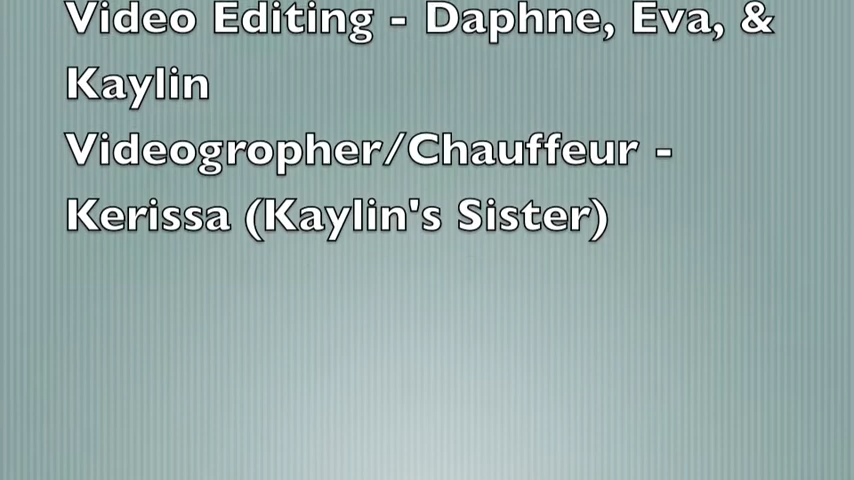 Video Editing - Daphne, Eva, &
Kaylin
Videogropher/Chauffeur -
Kerissa (Kaylin's Sister)